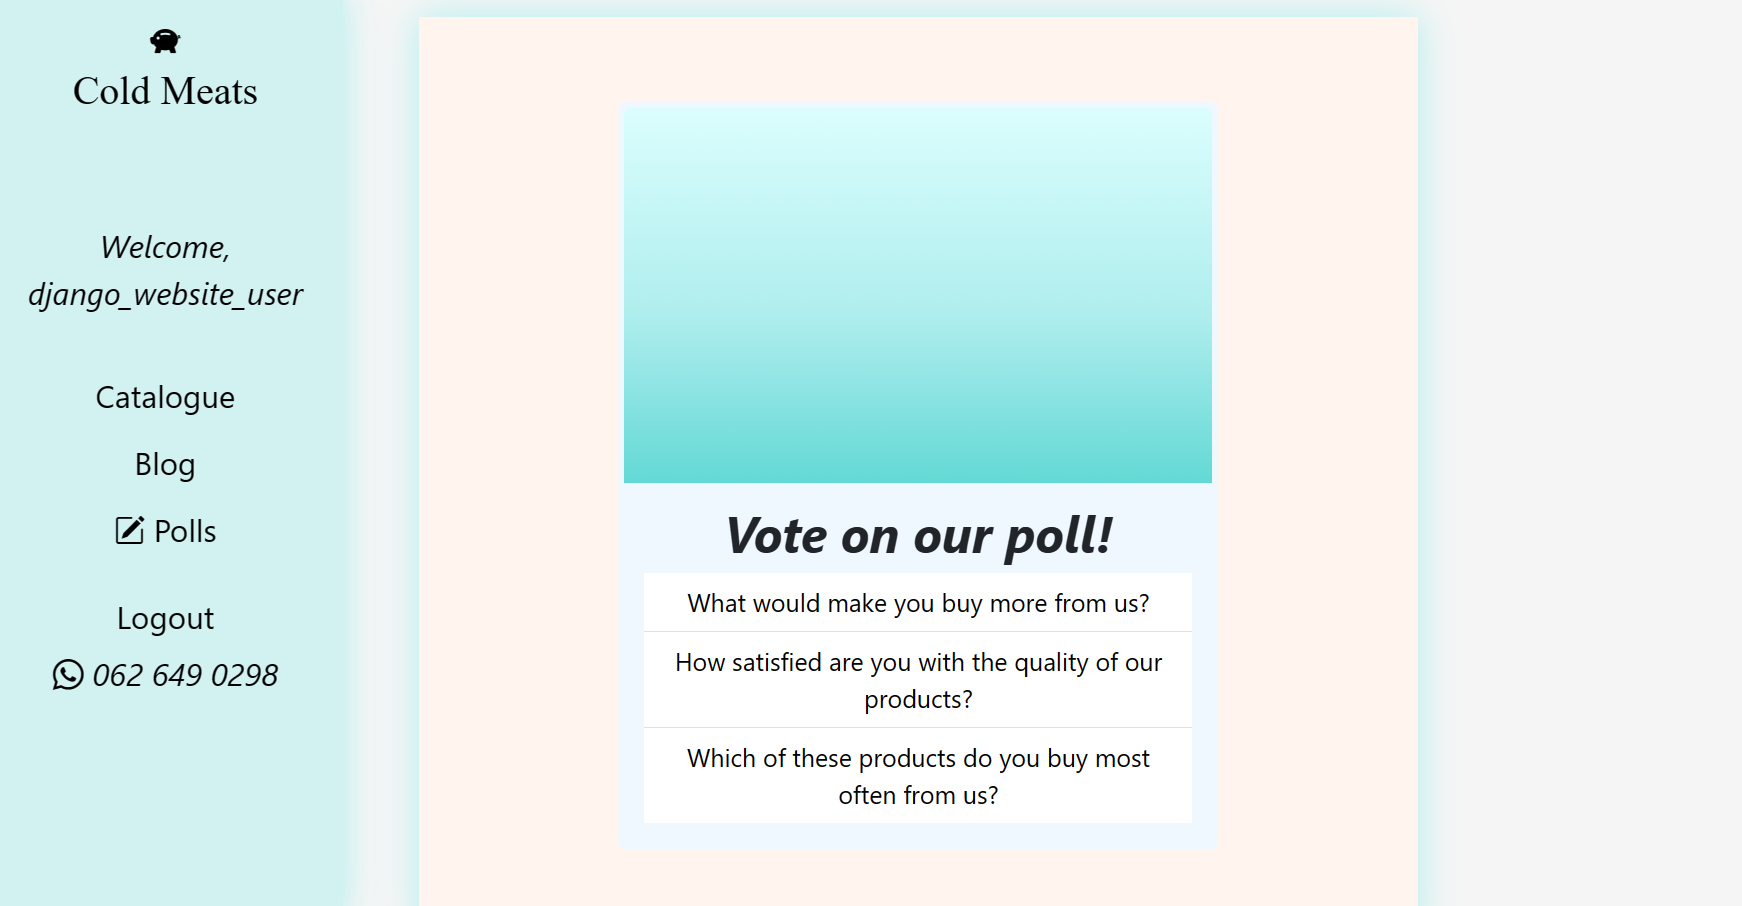 Cold Meats
Welcome,
django_website_user
Catalogue
Blog
Polls
Logout
062 649 0298
Vote on our poll!
What would make you buy more from us?
How satisfied are you with the quality of our
products?
Which of these products do you buy most
often from us?